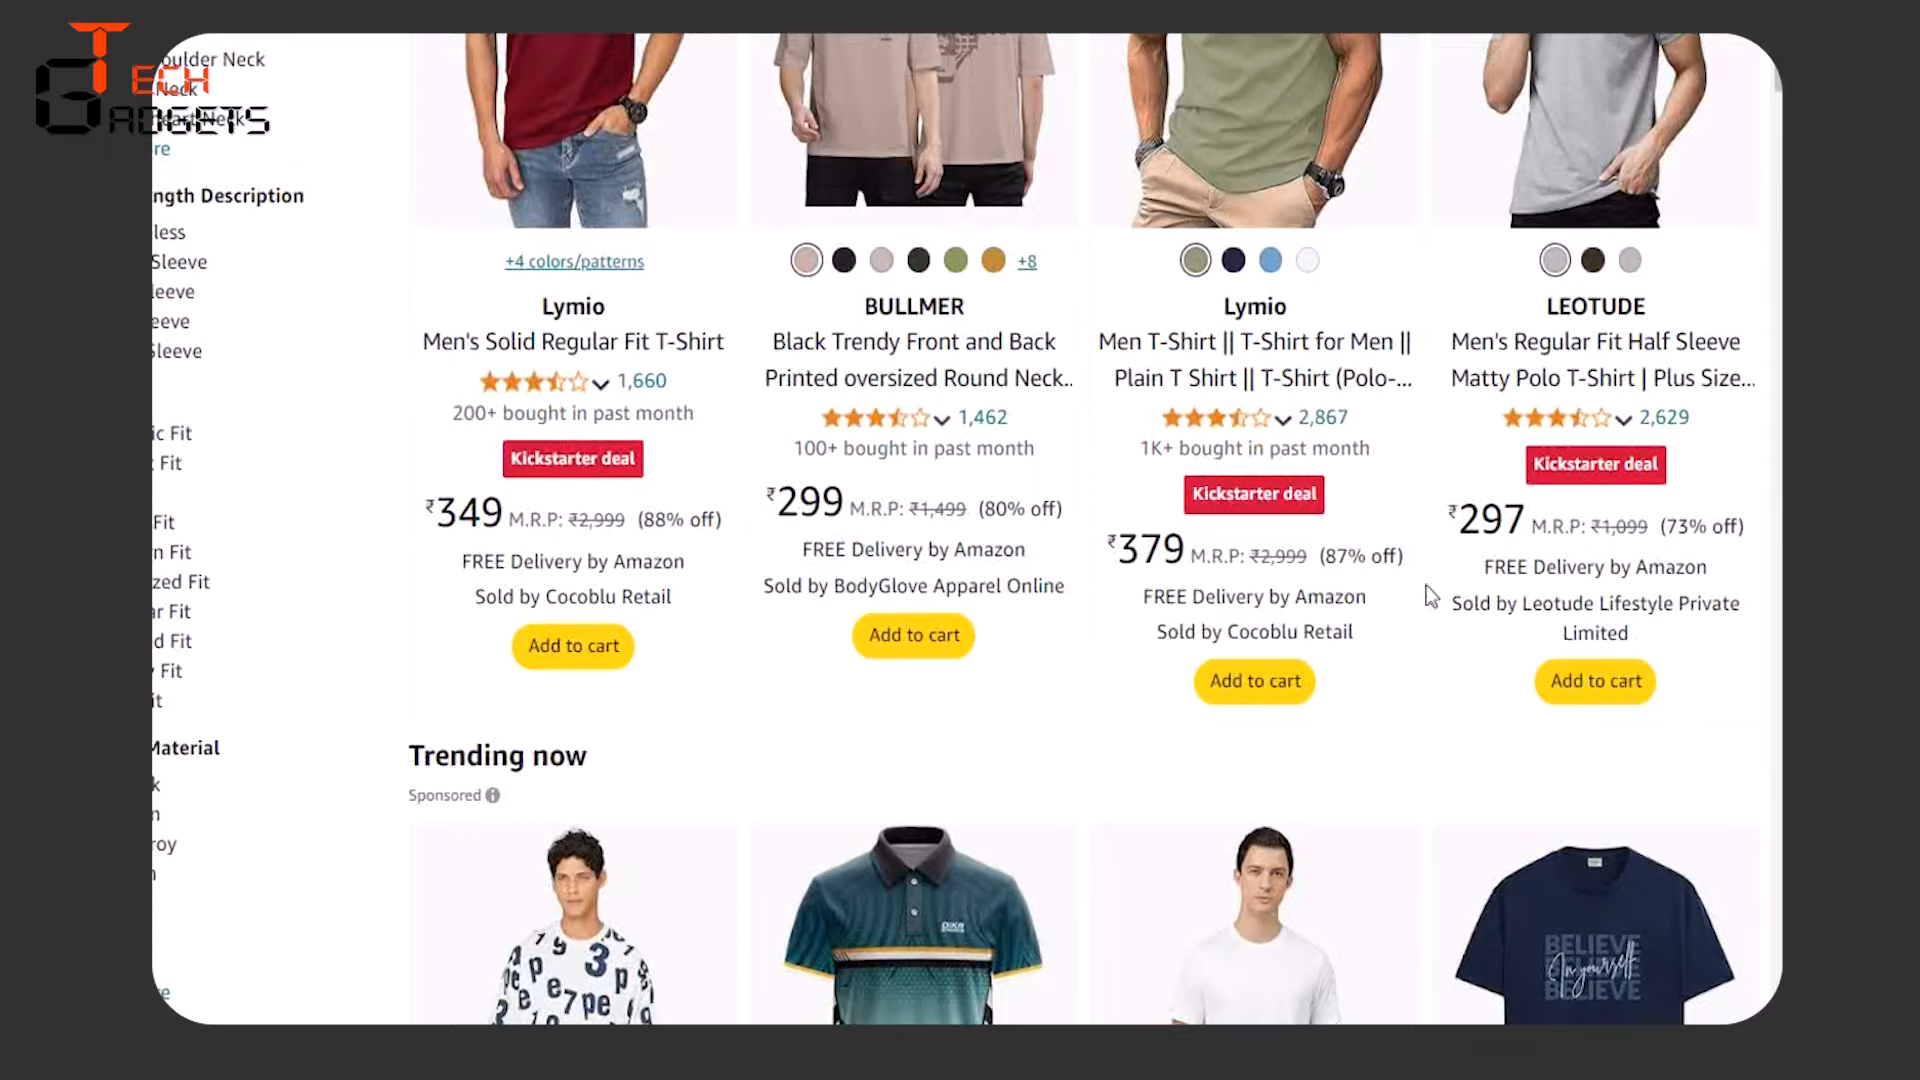 TECH
GADGETS
oulder Neck
Neck
eart Neck
re
ngth Description
less
Sleeve
leeve
eeve
Sleeve
ic Fit
Fit
Fit
rn Fit
zed Fit
ar Fit
d Fit
Fit
it
Material
k
n
roy
n
e
+4 colors/patterns
Lymio
Men's Solid Regular Fit T-Shirt
1,660
200+ bought in past month
Kickstarter deal
₹349 M.R.P: ₹2,999 (88% off)
FREE Delivery by Amazon
Sold by Cocoblu Retail
Add to cart
+8
BULLMER
Black Trendy Front and Back
Printed oversized Round Neck..
1,462
100+ bought in past month
₹299 M.R.P: ₹1,499 (80% off)
FREE Delivery by Amazon
Sold by BodyGlove Apparel Online
Add to cart
Lymio
Men T-Shirt || T-Shirt for Men ||
Plain T Shirt || T-Shirt (Polo-...
2,867
1K+ bought in past month
Kickstarter deal
₹379 M.R.P: ₹2,999 (87% off)
FREE Delivery by Amazon
Sold by Cocoblu Retail
Add to cart
LEOTUDE
Men's Regular Fit Half Sleeve
Matty Polo T-Shirt | Plus Size...
2,629
Kickstarter deal
₹297 M.R.P: ₹1,099 (73% off)
FREE Delivery by Amazon
Sold by Leotude Lifestyle Private
Limited
Add to cart
Trending now
Sponsored
BELIEVE
In yourself
BELIEVE